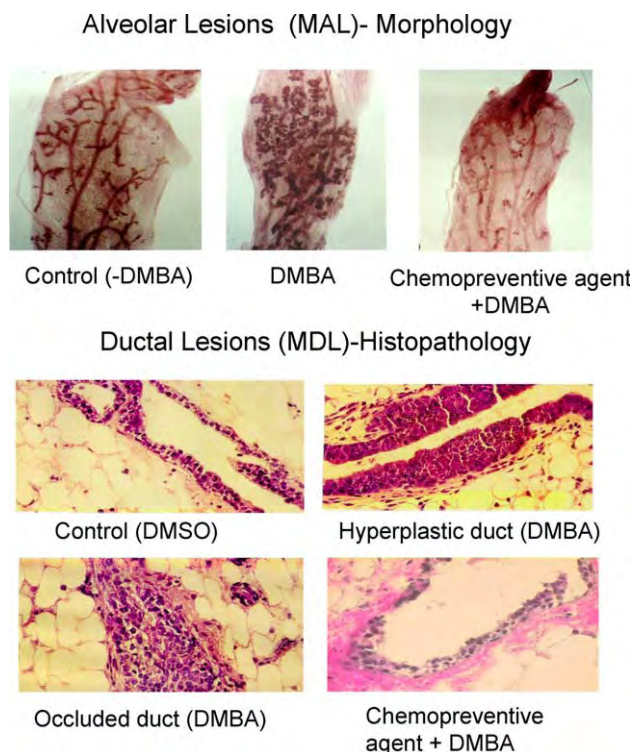 Alveolar Lesions (MAL)- Morphology
Control (-DMBA)
DMBA
Chemopreventive agent
+DMBA
Ductal Lesions (MDL)-Histopathology
Control (DMSO)
Hyperplastic duct (DMBA)
Occluded duct (DMBA)
Chemopreventive
agent + DMBA